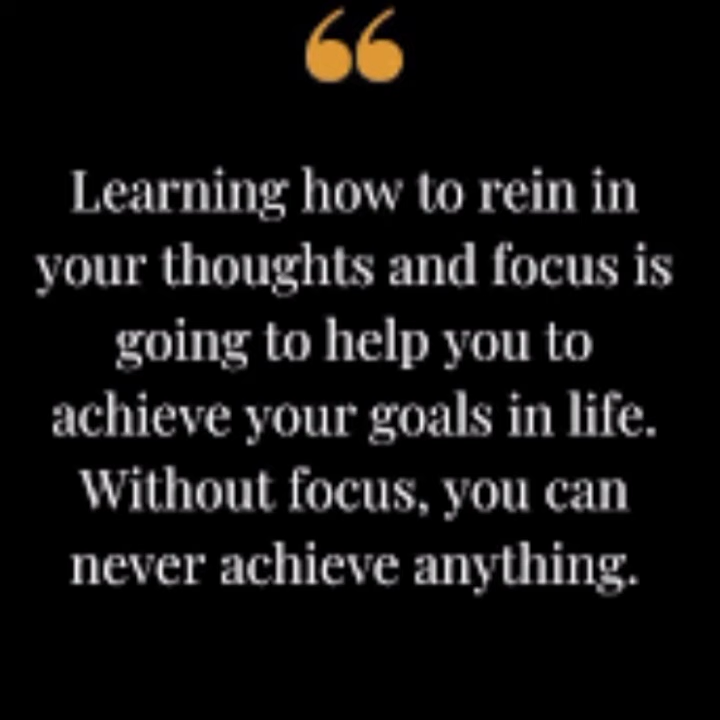 “
Learning how to rein in
your thoughts and focus is
going to help you to
achieve your goals in life.
Without focus, you can
never achieve anything.